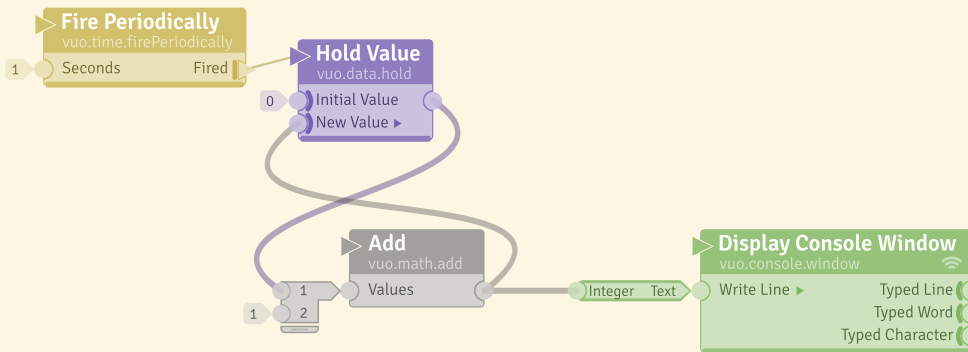 Fire Periodically
vuo.time.firePeriodically
1
Seconds Fired
Hold Value
vuo.data.hold
0
Initial Value
New Value
Add
vuo.math.add
1
Values
1
2
Integer Text
Display Console Window
vuo.console.window
Write Line Typed Line
Typed Word
Typed Character